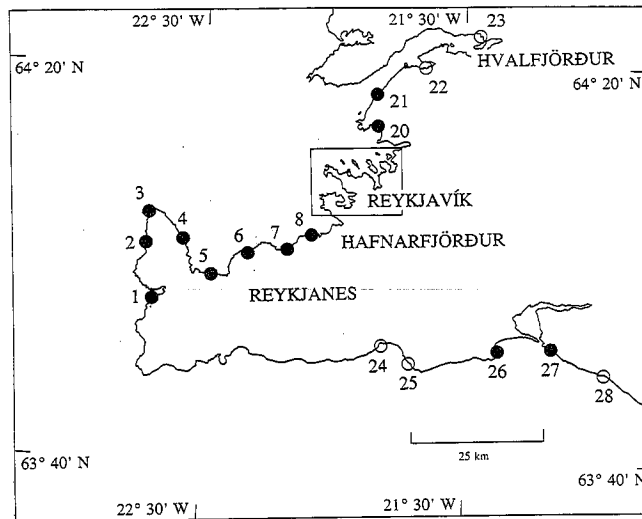 22° 30' W
21° 30' W
23
64° 20' N
HVALFJÖRÐUR
22
64° 20' N
21
20
REYKJAVÍK
3
4
8
2
6
7
HAFNARFJÖRÐUR
5
1
REYKJANES
24
25
26
27
28
25 km
63° 40' N
63° 40' N
22° 30' W
21° 30' W